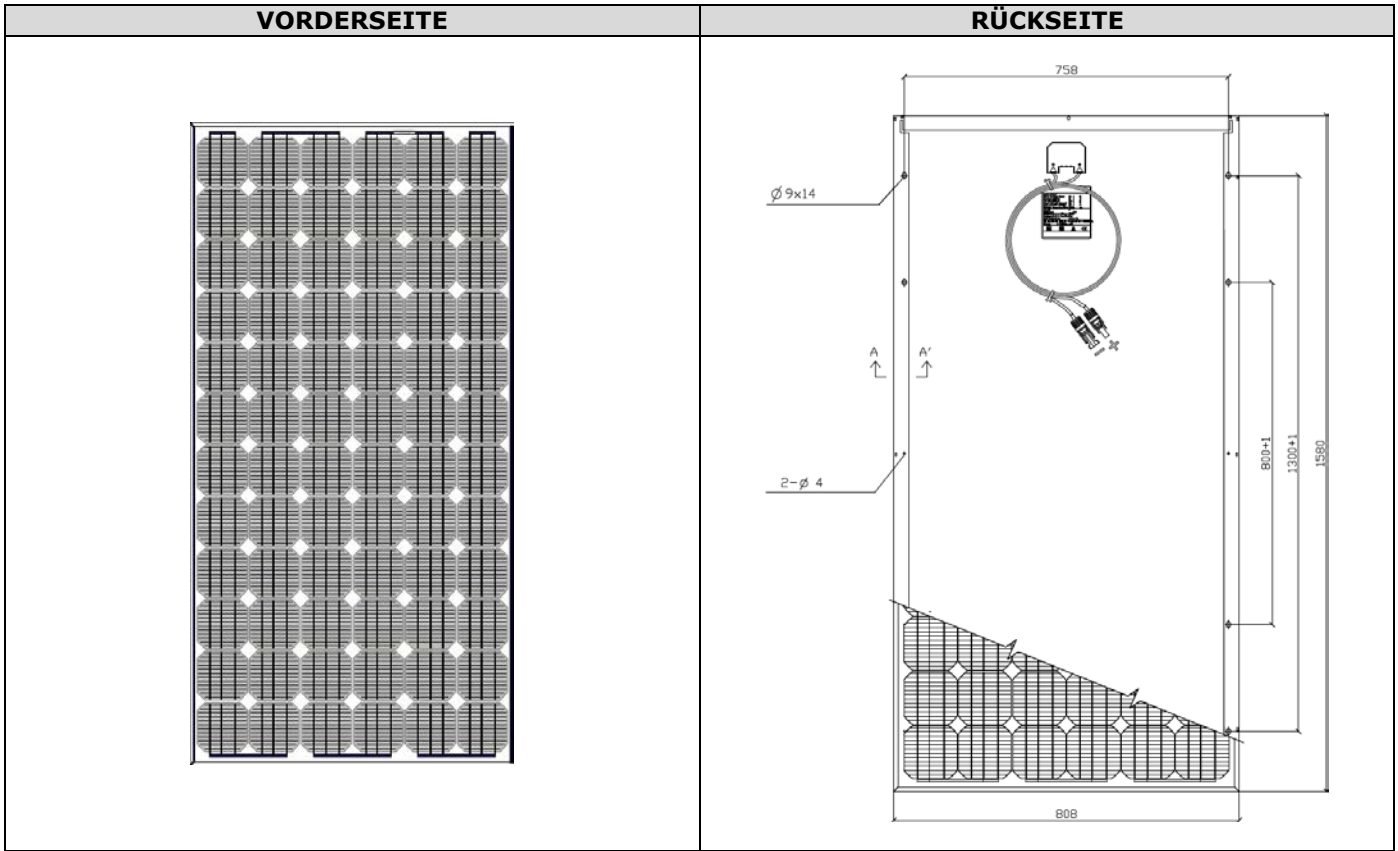 VORDERSEITE
RÜCKSEITE
758
Ø 9x14
A A'
− +
2-Ø 4
800+1
1300+1
1580
808